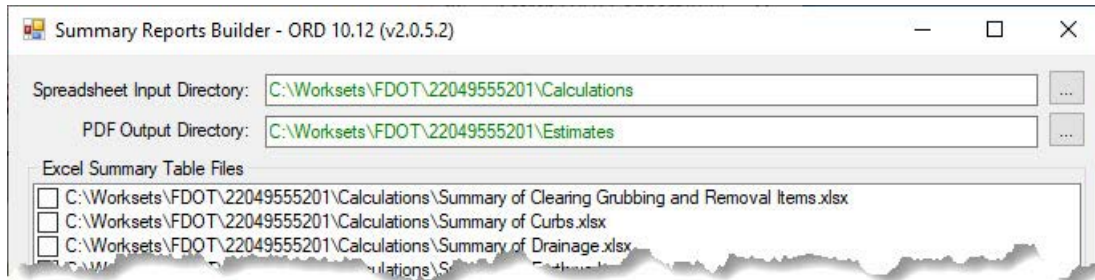 Summary Reports Builder - ORD 10.12 (v2.0.5.2)
Spreadsheet Input Directory: C:\Worksets\FDOT\22049555201\Calculations ...
PDF Output Directory: C:\Worksets\FDOT\22049555201\Estimates ...
Excel Summary Table Files
C:\Worksets\FDOT\22049555201\Calculations\Summary of Clearing Grubbing and Removal Items.xlsx
C:\Worksets\FDOT\22049555201\Calculations\Summary of Curbs.xlsx
C:\Worksets\FDOT\22049555201\Calculations\Summary of Drainage.xlsx